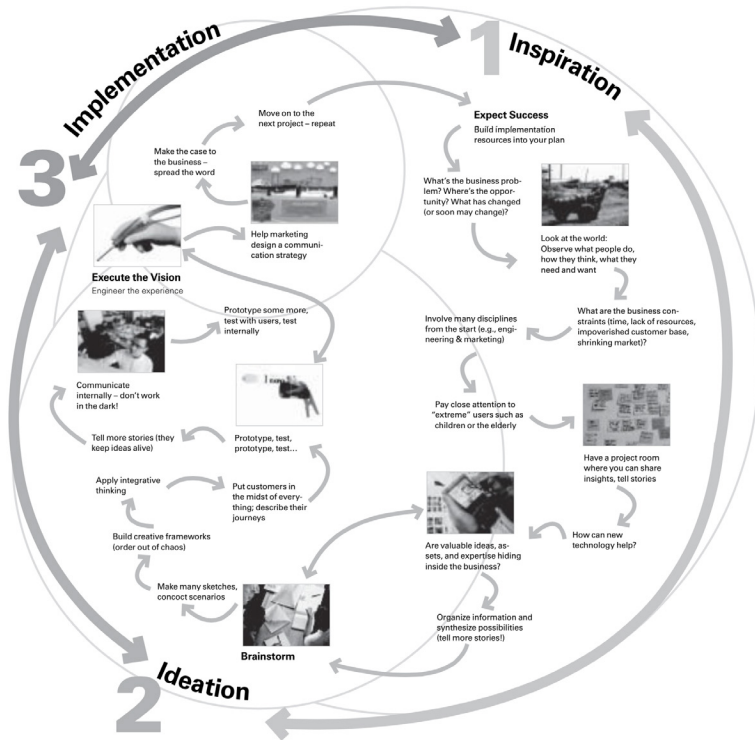 1
Inspiration
Expect Success
Build implementation
resources into your plan
What's the business prob-
lem? Where's the oppor-
tunity? What has changed
(or soon may change)?
Look at the world:
Observe what people do,
how they think, what they
need and want
What are the business con-
straints (time, lack of resources,
impoverished customer base,
shrinking market)?
Involve many disciplines
from the start (e.g., engi-
neering & marketing)
Pay close attention to
"extreme" users such as
children or the elderly
Have a project room
where you can share
insights, tell stories
How can new
technology help?
Are valuable ideas, as-
sets, and expertise hiding
inside the business?
Organize information and
synthesize possibilities
(tell more stories!)
2
Ideation
Brainstorm
Make many sketches,
concoct scenarios
Build creative frameworks
(order out of chaos)
Apply integrative
thinking
Put customers in
the midst of every-
thing; describe their
journeys
Prototype, test,
prototype, test...
Tell more stories (they
keep ideas alive)
Communicate
internally – don't work
in the dark!
Prototype some more,
test with users, test
internally
3
Implementation
Execute the Vision
Engineer the experience
Help marketing
design a communi-
cation strategy
Make the case to
the business –
spread the word
Move on to the
next project – repeat